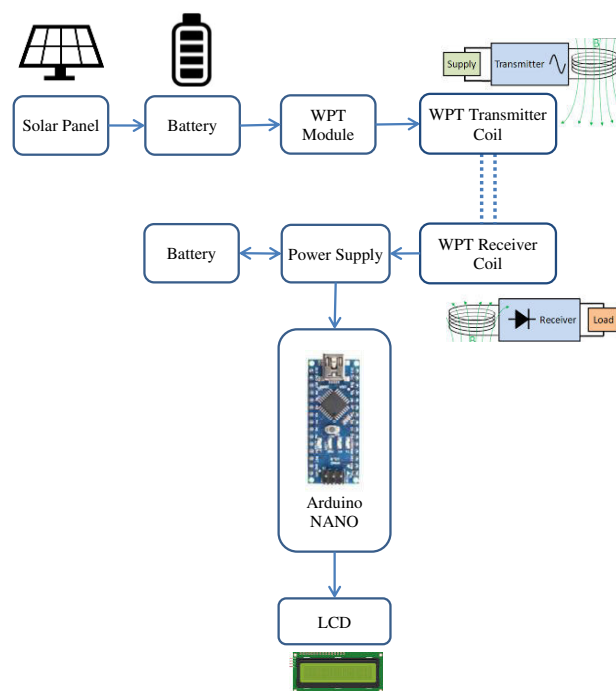 Supply
Transmitter
B
Solar Panel
Battery
WPT
Module
WPT Transmitter
Coil
Battery
Power Supply
WPT Receiver
Coil
B
Receiver
Load
Arduino
NANO
LCD